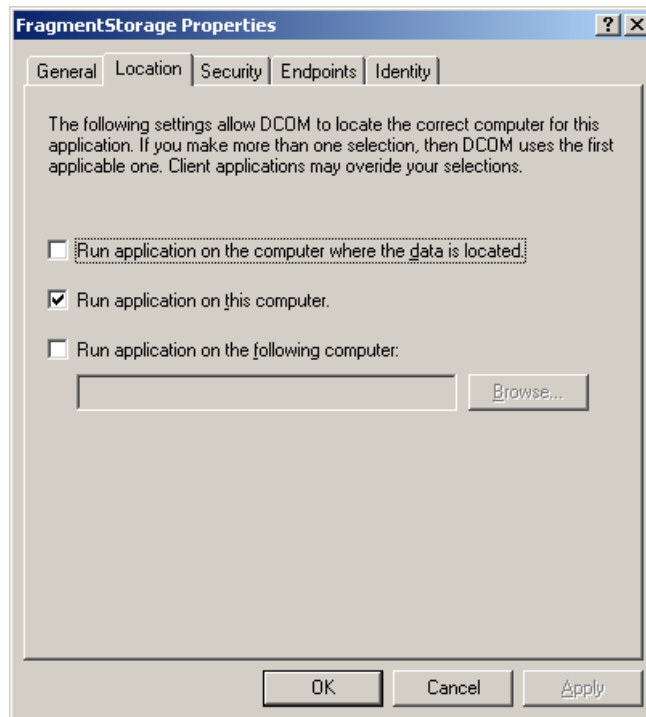 FragmentStorage Properties
General Location Security Endpoints Identity
The following settings allow DCOM to locate the correct computer for this
application. If you make more than one selection, then DCOM uses the first
applicable one. Client applications may overide your selections.
Run application on the computer where the data is located.
Run application on this computer.
Run application on the following computer:
Browse...
OK Cancel Apply